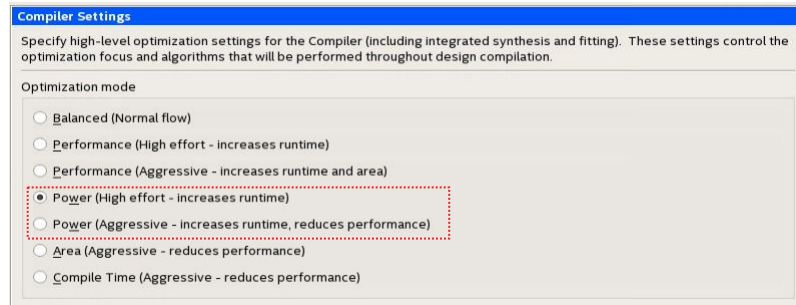 Compiler Settings
Specify high-level optimization settings for the Compiler (including integrated synthesis and fitting). These settings control the
optimization focus and algorithms that will be performed throughout design compilation.
Optimization mode
Balanced (Normal flow)
Performance (High effort - increases runtime)
Performance (Aggressive - increases runtime and area)
Power (High effort - increases runtime)
Power (Aggressive - increases runtime, reduces performance)
Area (Aggressive - reduces performance)
Compile Time (Aggressive - reduces performance)